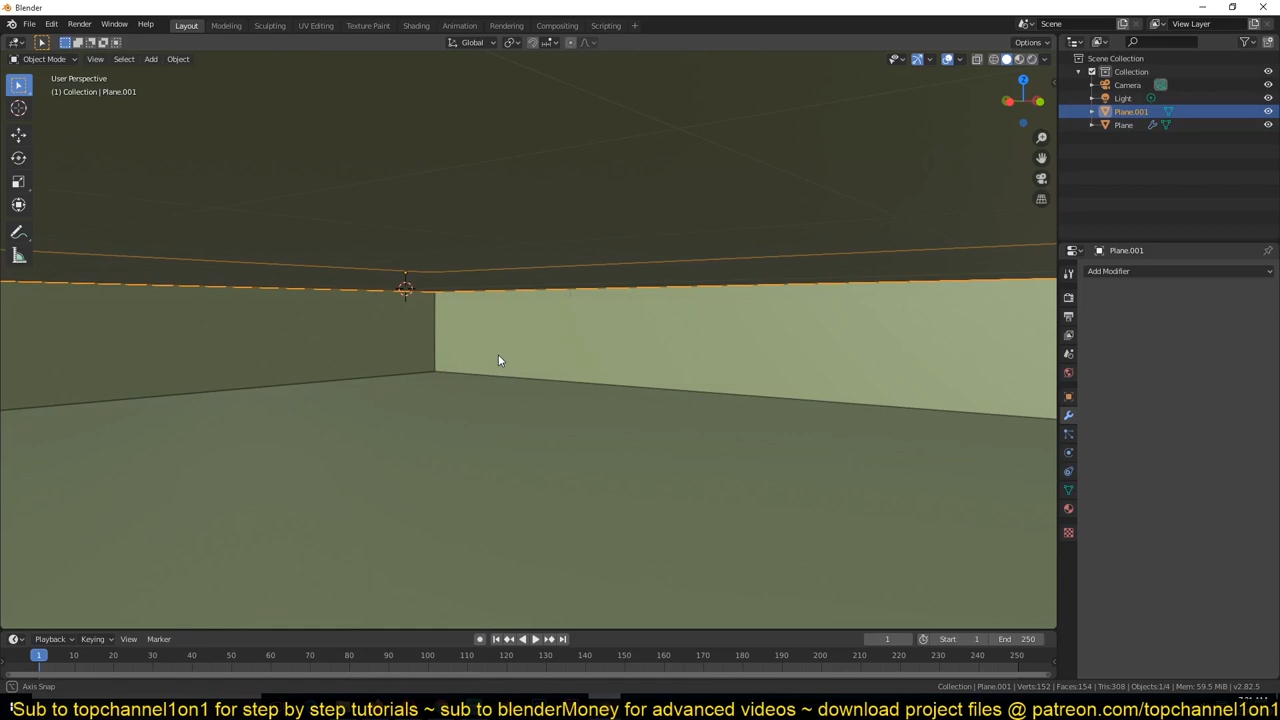 Blender
File Edit Render Window Help Layout Modeling Sculpting UV Editing Texture Paint Shading Animation Rendering Compositing Scripting + Scene View Layer
Global Options
Object Mode View Select Add Object
User Perspective
(1) Collection | Plane.001
Z
Scene Collection
Collection
Camera
Light
Plane.001
Plane
Plane.001
Add Modifier
Playback Keying View Marker 1 Start 1 End 250
1 10 20 30 40 50 60 70 80 90 100 110 120 130 140 150 160 170 180 190 200 210 220 230 240 250
Axis Snap Collection | Plane.001 | Verts:152 | Faces:154 | Tris:308 | Objects:1/4 | Mem: 59.5 MiB | v2.82.5
Sub to topchannel1on1 for step by step tutorials ~ sub to blenderMoney for advanced videos ~ download project files @ patreon.com/topchannel1on1